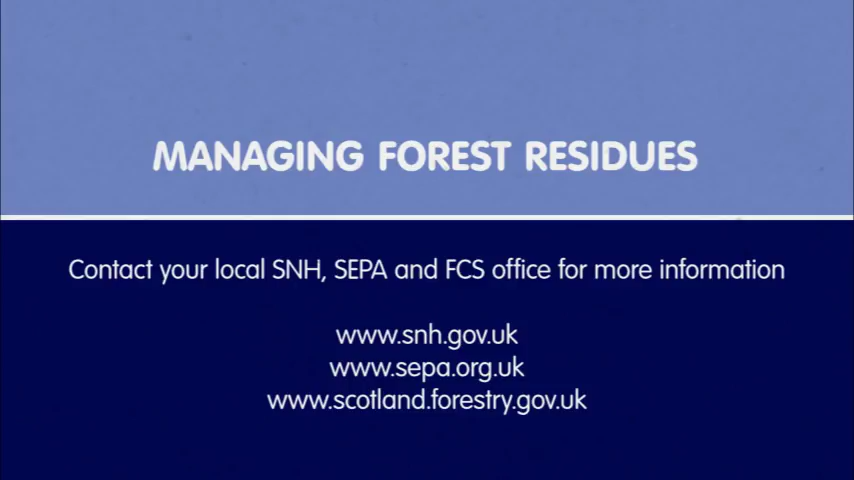 MANAGING FOREST RESIDUES
Contact your local SNH, SEPA and FCS office for more information
www.snh.gov.uk
www.sepa.org.uk
www.scotland.forestry.gov.uk